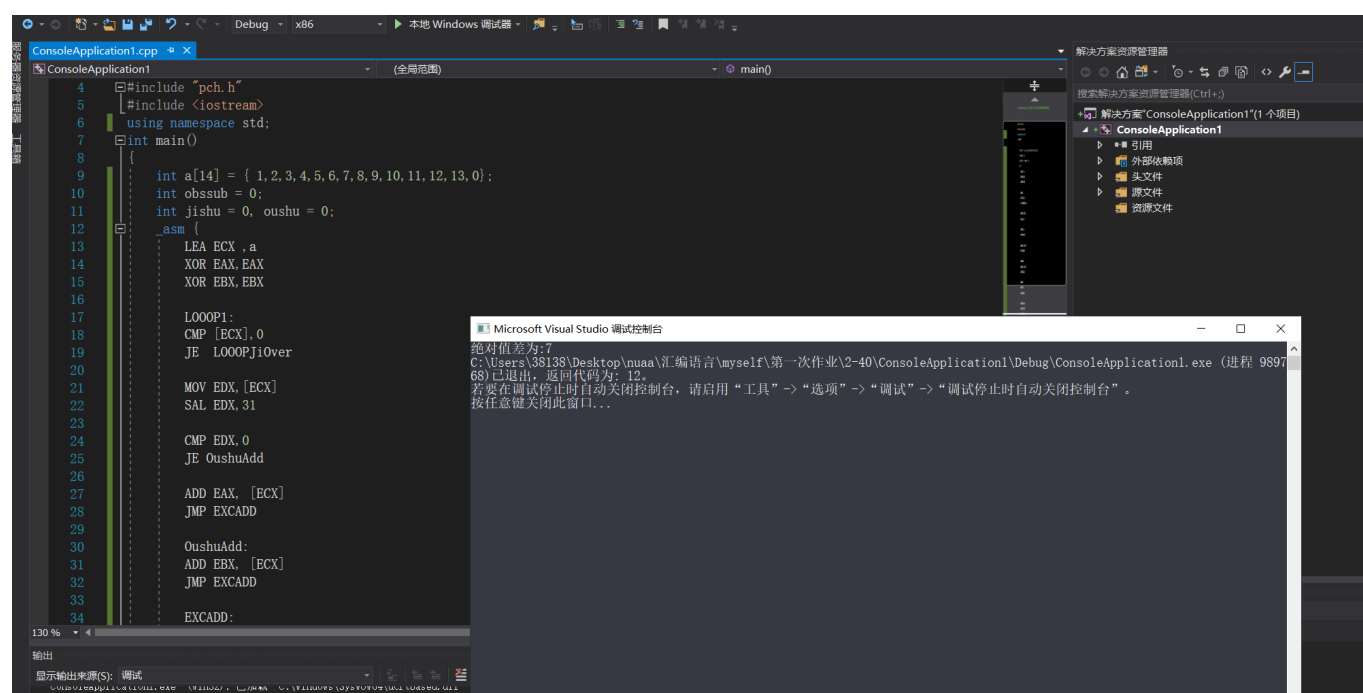 Debug x86 本地 Windows 调试器
ConsoleApplication1.cpp
ConsoleApplication1 (全局范围) main()
4 #include "pch.h"
5 #include <iostream>
6 using namespace std;
7 int main()
8 {
9 int a[14] = { 1,2,3,4,5,6,7,8,9,10,11,12,13,0};
10 int obssub = 0;
11 int jishu = 0, oushu = 0;
12 _asm {
13 LEA ECX ,a
14 XOR EAX,EAX
15 XOR EBX,EBX
16
17 LOOOP1:
18 CMP [ECX],0
19 JE LOOOPJiOver
20
21 MOV EDX,[ECX]
22 SAL EDX,31
23
24 CMP EDX,0
25 JE OushuAdd
26
27 ADD EAX, [ECX]
28 JMP EXCADD
29
30 OushuAdd:
31 ADD EBX, [ECX]
32 JMP EXCADD
33
34 EXCADD:
130 %
输出
显示输出来源(S): 调试
解决方案资源管理器
搜索解决方案资源管理器(Ctrl+;)
解决方案"ConsoleApplication1"(1 个项目)
ConsoleApplication1
引用
外部依赖项
头文件
源文件
资源文件
Microsoft Visual Studio 调试控制台
绝对值差为:7
C:\Users\38138\Desktop\nuaa\汇编语言\myself\第一次作业\2-40\ConsoleApplication1\Debug\ConsoleApplication1.exe (进程 9897
68)已退出，返回代码为: 12。
若要在调试停止时自动关闭控制台，请启用“工具”->“选项”->“调试”->“调试停止时自动关闭控制台”。
按任意键关闭此窗口...